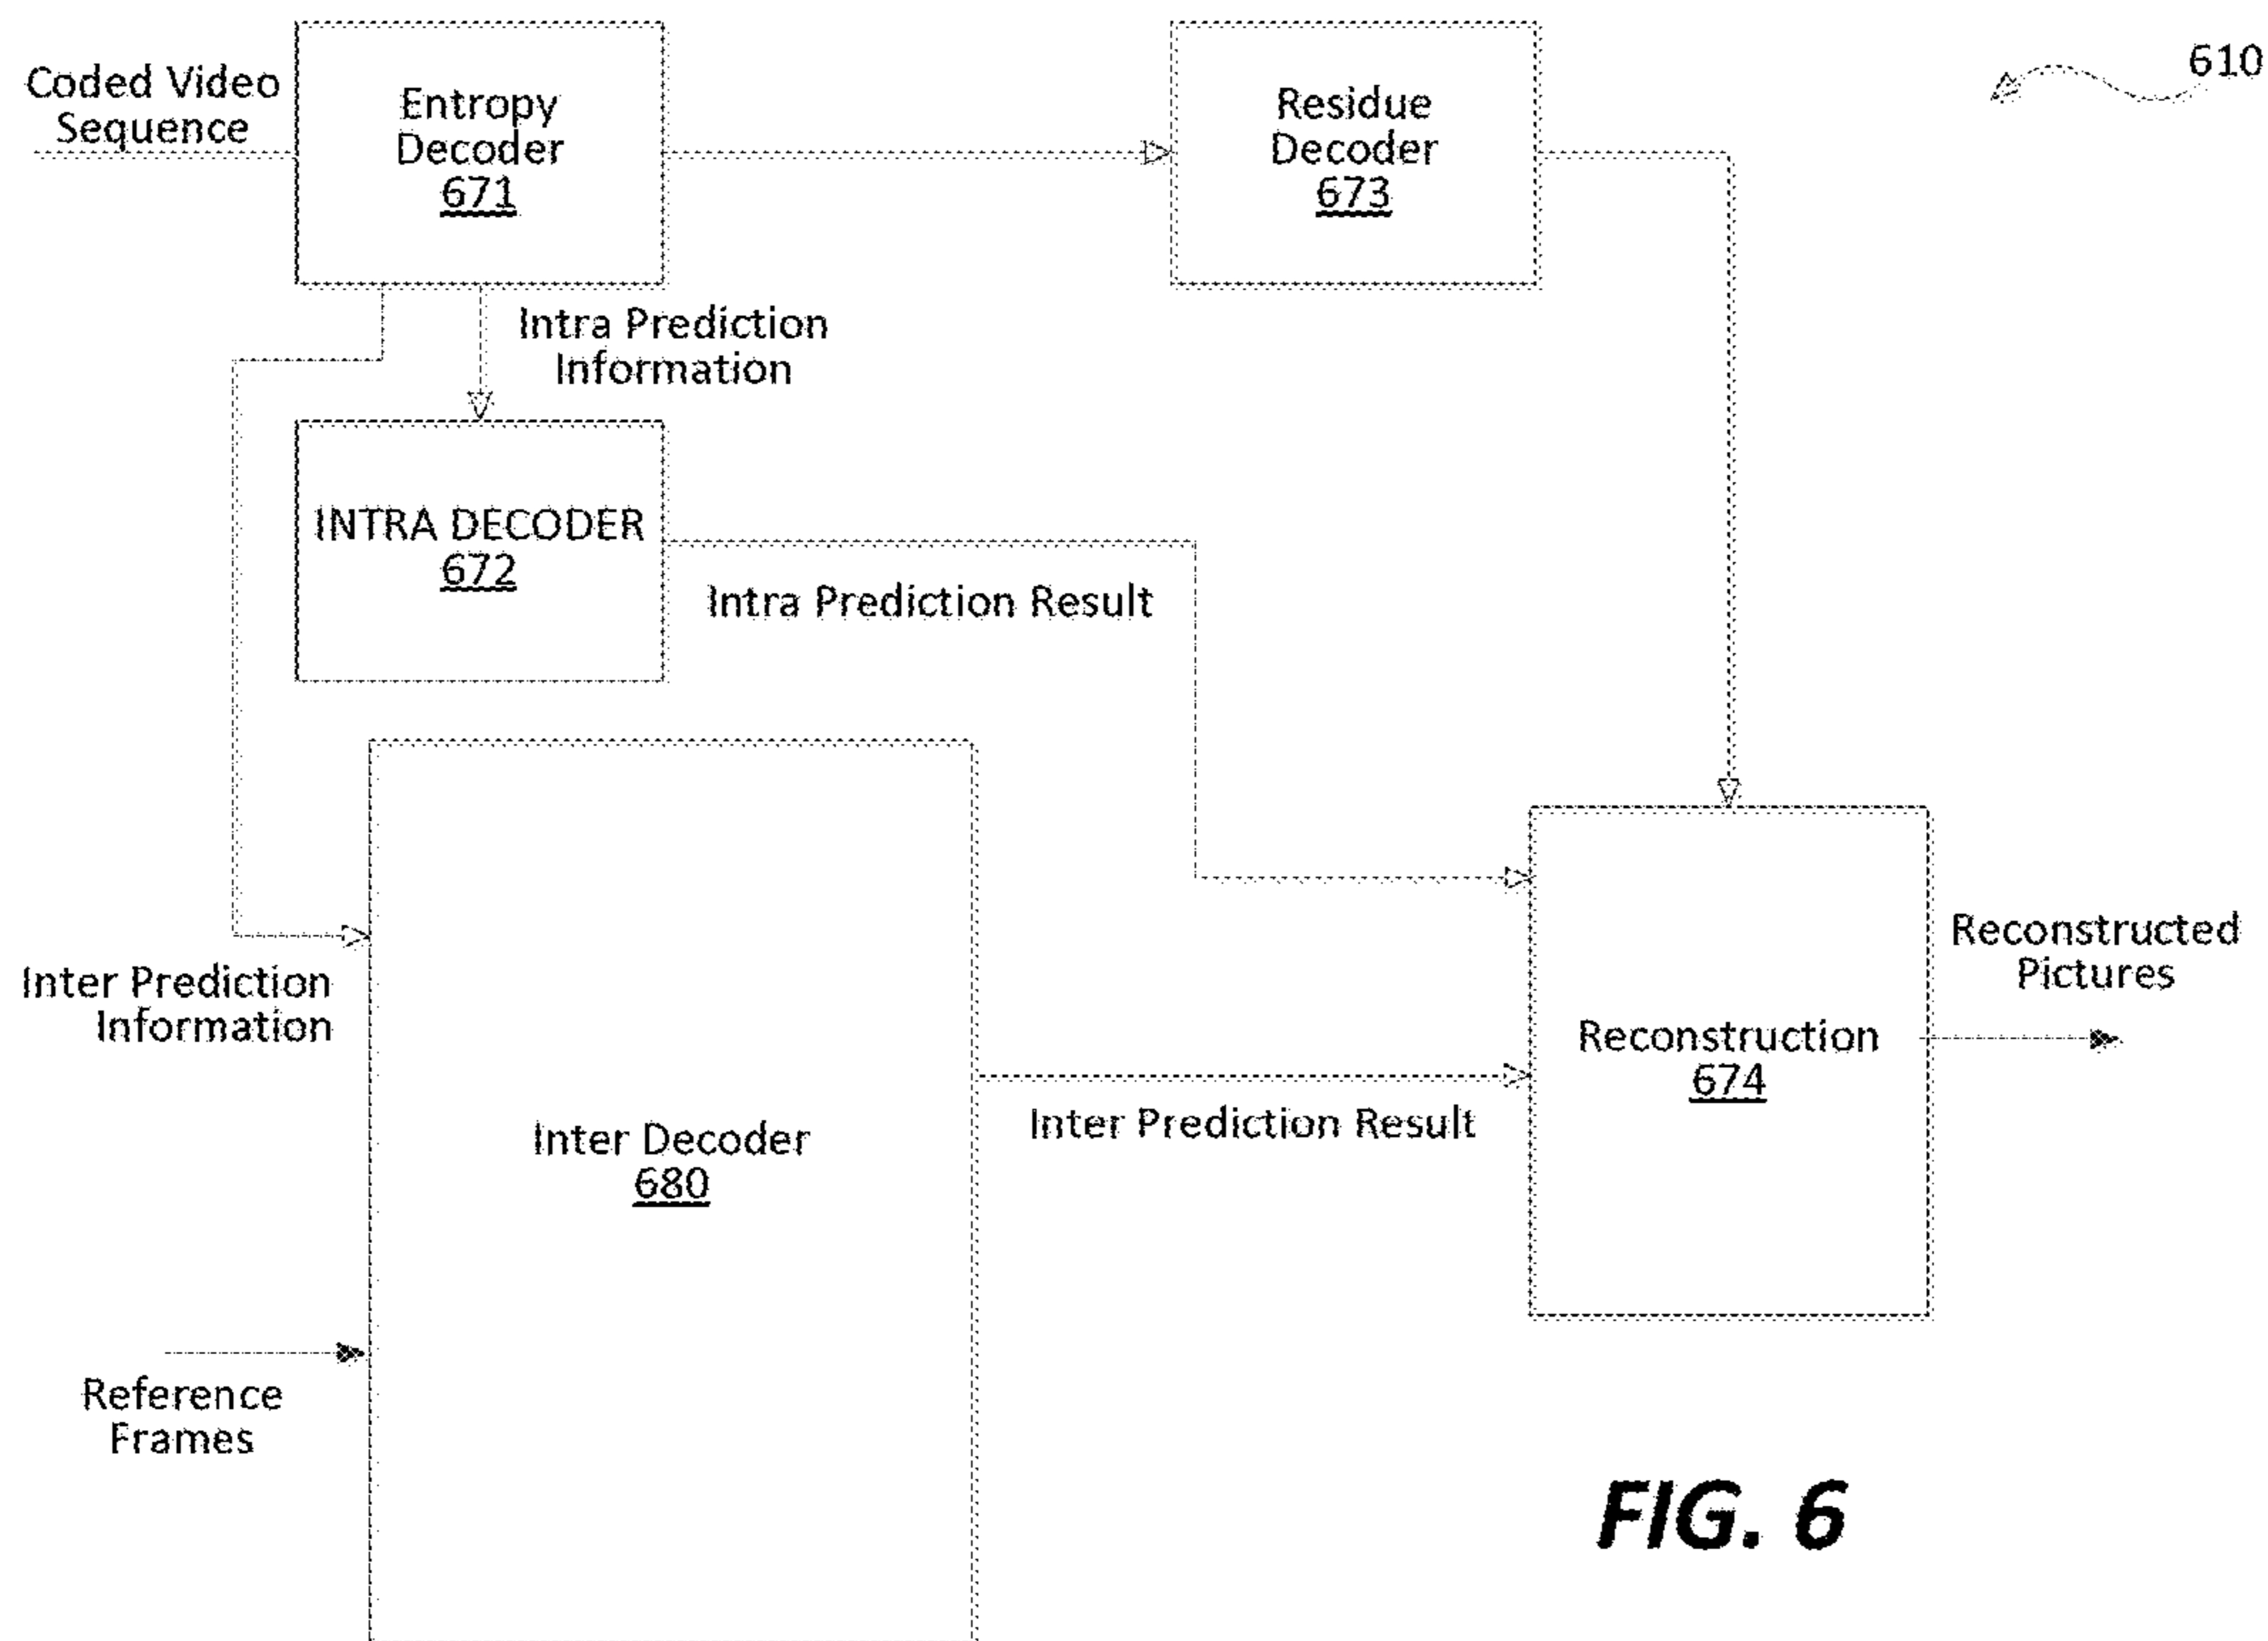 Coded Video
Sequence
Entropy
Decoder
671
Residue
Decoder
673
610
Intra Prediction
Information
INTRA DECODER
672
Intra Prediction Result
Inter Prediction
Information
Reconstructed
Pictures
Reconstruction
674
Inter Decoder
680
Inter Prediction Result
Reference
Frames
FIG. 6